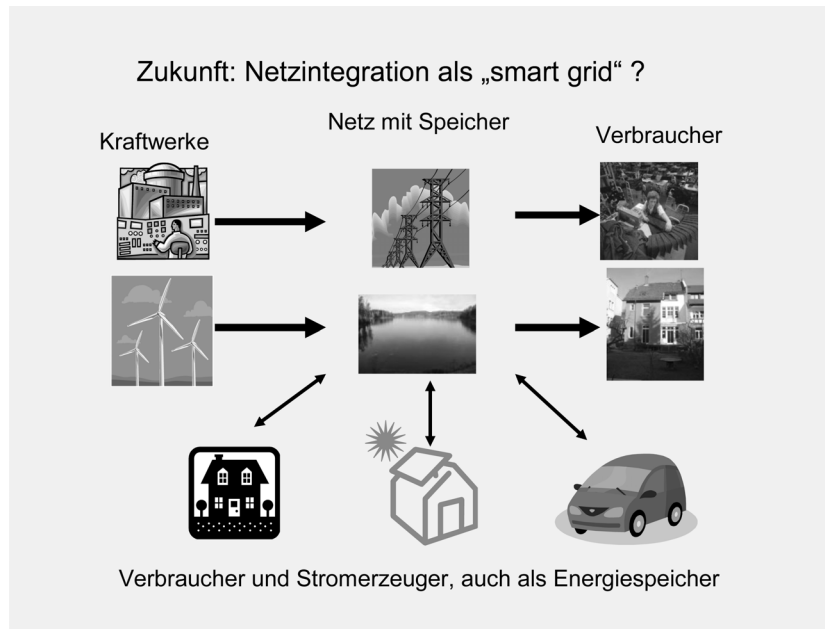 Zukunft: Netzintegration als „smart grid“ ?
Kraftwerke
Netz mit Speicher
Verbraucher
Verbraucher und Stromerzeuger, auch als Energiespeicher